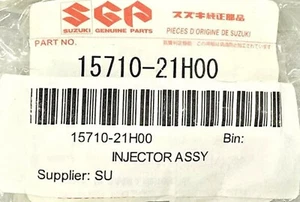 SGP
スズキ純正部品
SUZUKI GENUINE PARTS
PIÈCES D'ORIGINE DE SUZUKI
PART NO.
15710-21H00
15710-21H00 Bin:
INJECTOR ASSY
Supplier: SU